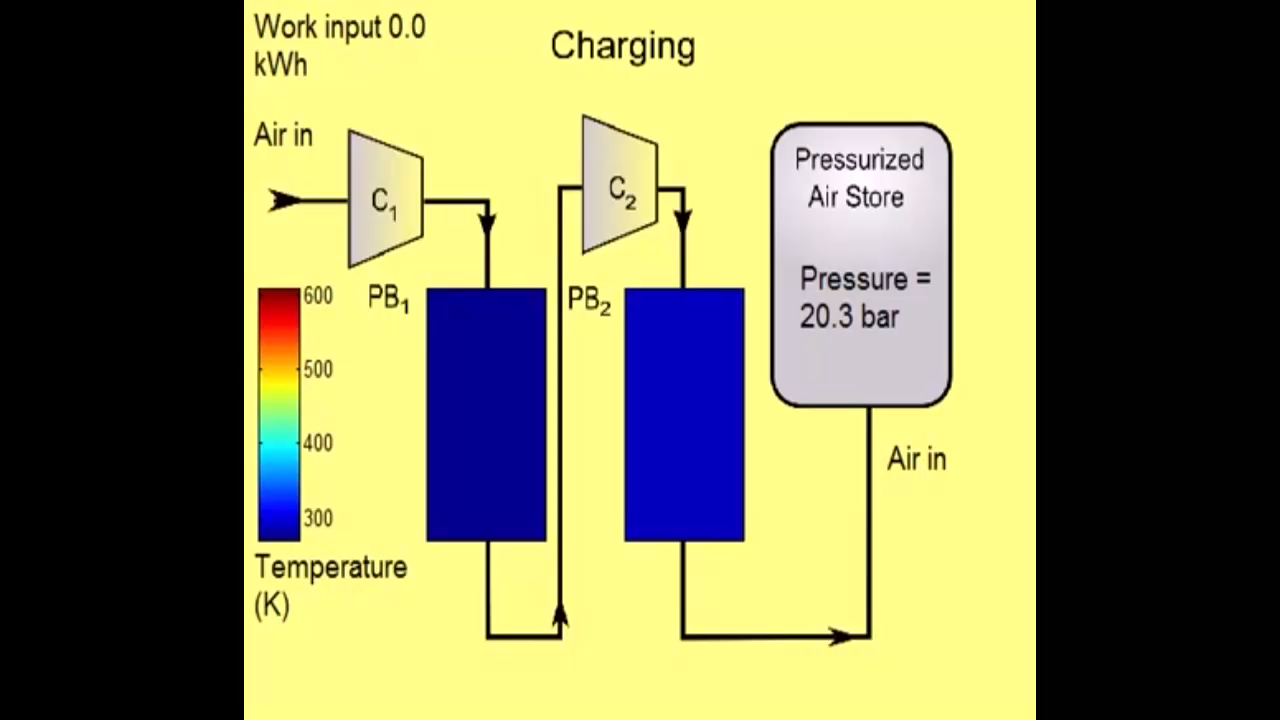 Work input 0.0
kWh
Charging
Air in
C1
C2
Pressurized
Air Store
Pressure =
20.3 bar
PB1
PB2
600
500
400
300
Air in
Temperature
(K)